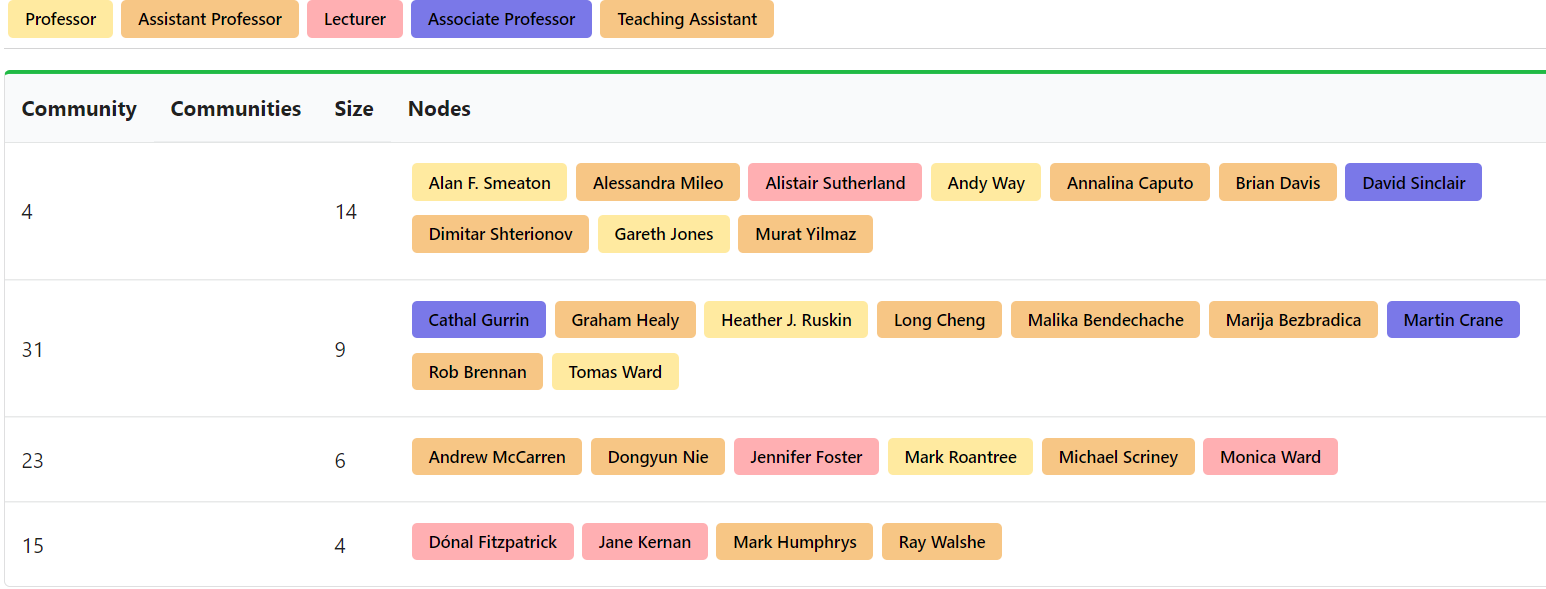 Professor Assistant Professor Lecturer Associate Professor Teaching Assistant
Community Communities Size Nodes
4 14 Alan F. Smeaton Alessandra Mileo Alistair Sutherland Andy Way Annalina Caputo Brian Davis David Sinclair
Dimitar Shterionov Gareth Jones Murat Yilmaz
31 9 Cathal Gurrin Graham Healy Heather J. Ruskin Long Cheng Malika Bendechache Marija Bezbradica Martin Crane
Rob Brennan Tomas Ward
23 6 Andrew McCarren Dongyun Nie Jennifer Foster Mark Roantree Michael Scriney Monica Ward
15 4 Dónal Fitzpatrick Jane Kernan Mark Humphrys Ray Walshe